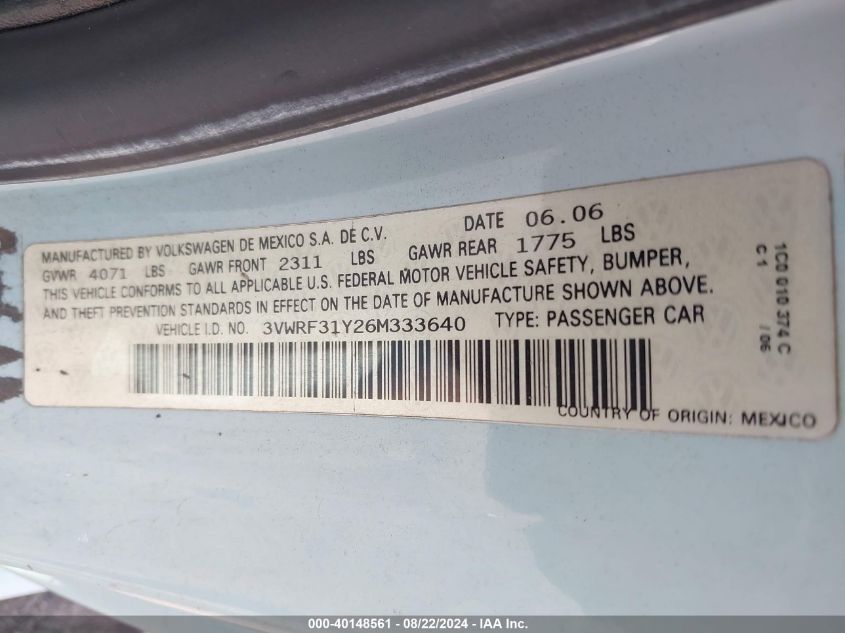 MANUFACTURED BY VOLKSWAGEN DE MEXICO S.A. DE C.V. DATE 06.06
GVWR 4071 LBS GAWR FRONT 2311 LBS GAWR REAR 1775 LBS
THIS VEHICLE CONFORMS TO ALL APPLICABLE U.S. FEDERAL MOTOR VEHICLE SAFETY, BUMPER,
AND THEFT PREVENTION STANDARDS IN EFFECT ON THE DATE OF MANUFACTURE SHOWN ABOVE.
VEHICLE I.D. NO. 3VWRF31Y26M333640 TYPE: PASSENGER CAR
COUNTRY OF ORIGIN: MEXICO
1C0 010 374 C
C1 / 06
000-40148561 - 08/22/2024 - IAA Inc.